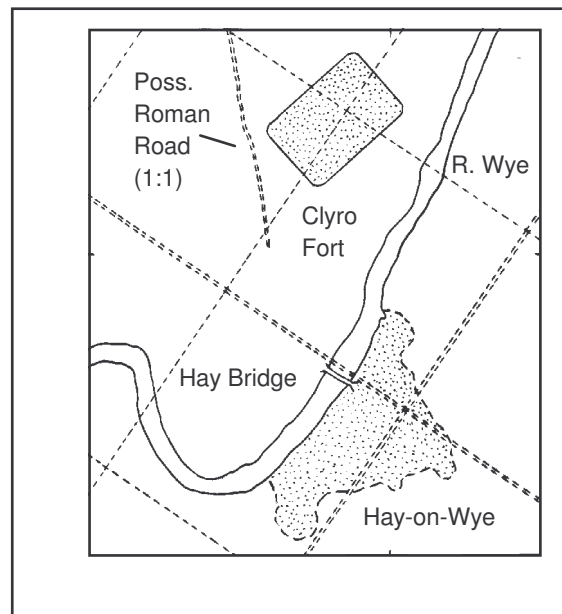 Poss.
Roman
Road
(1:1)
R. Wye
Clyro
Fort
Hay Bridge
Hay-on-Wye